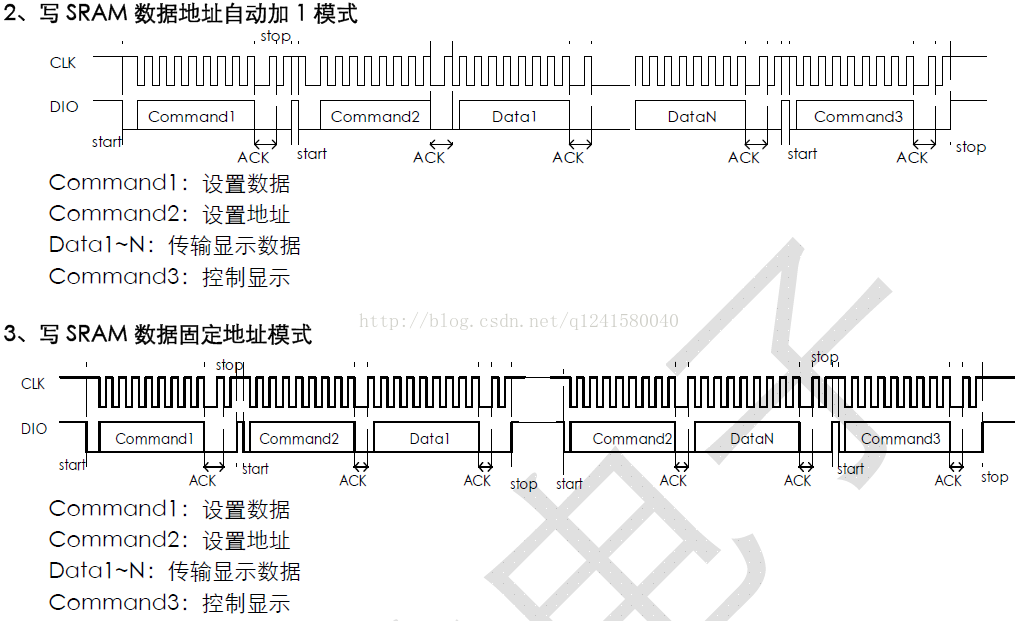 2、写 SRAM 数据地址自动加 1 模式
stop
CLK
DIO
Command1 Command2 Data1 DataN Command3
start ACK start ACK ACK ACK start ACK stop
Command1：设置数据
Command2：设置地址
Data1~N：传输显示数据
Command3：控制显示
http://blog.csdn.net/q1241580040
3、写 SRAM 数据固定地址模式
stop stop
CLK
DIO
Command1 Command2 Data1 Command2 DataN Command3
start ACK start ACK ACK stop start ACK ACK start ACK stop
Command1：设置数据
Command2：设置地址
Data1~N：传输显示数据
Command3：控制显示
电子